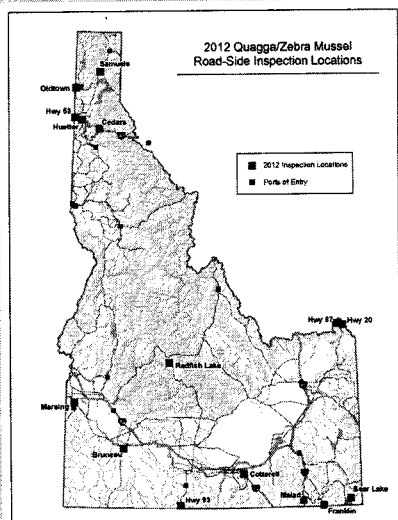 2012 Quagga/Zebra Mussel
Road-Side Inspection Locations
Samuels
Oldtown
Hwy 53
Huetter
Cedars
2012 Inspection Locations
Ports of Entry
Hwy 87
Hwy 20
Redfish Lake
Marsing
Bruneau
Cotterell
Hwy 93
Malad
Bear Lake
Franklin